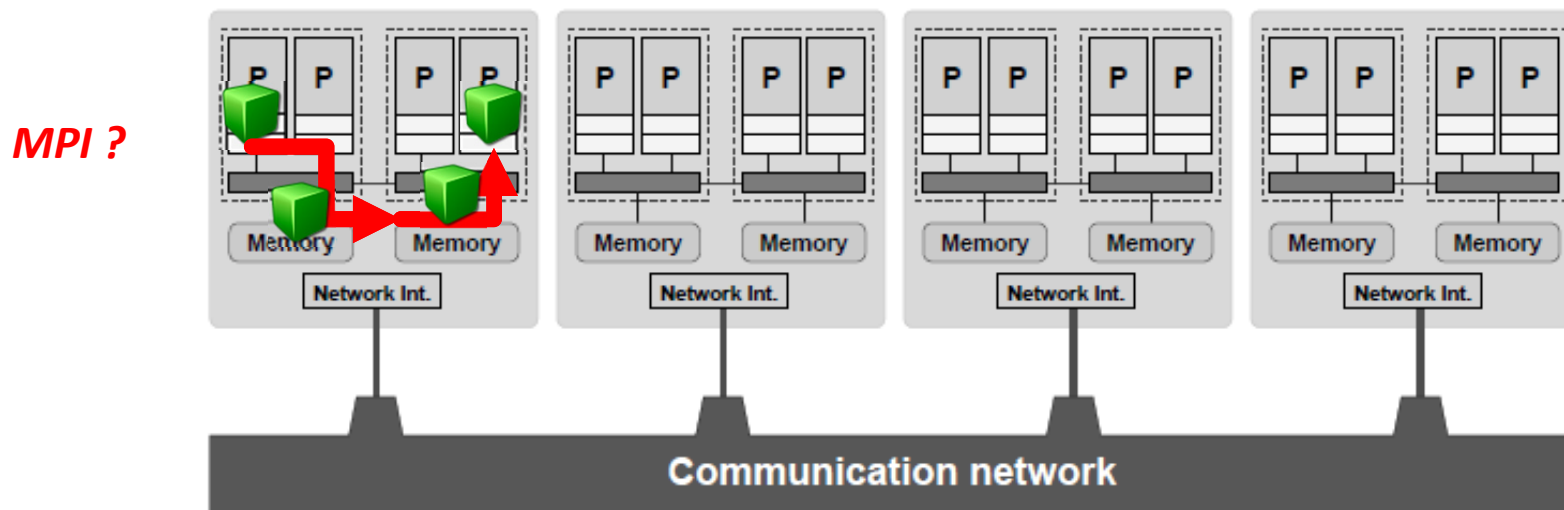 P P P P P P P P P P P P P P P P
MPI ?
Memory Memory Memory Memory Memory Memory Memory Memory
Network Int. Network Int. Network Int. Network Int.
Communication network